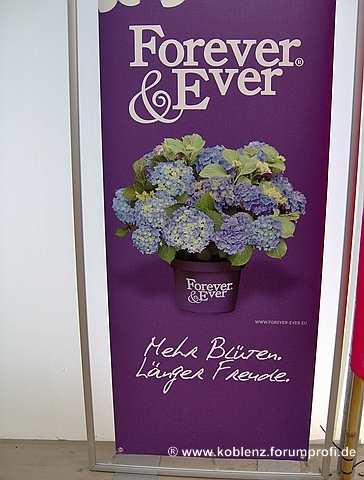 Forever®
& Ever
Forever.
& Ever
WWW.FOREVER-EVER.EU
Mehr Blüten.
Länger Freude.
® www.koblenz.forumprofi.de